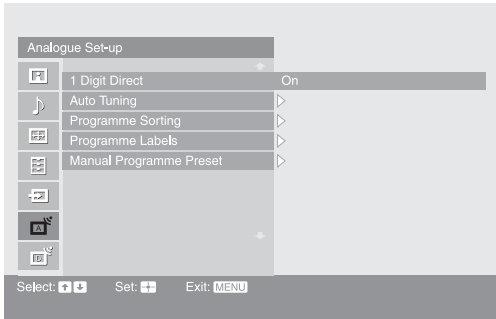 Analogue Set-up
1 Digit Direct On
Auto Tuning
Programme Sorting
Programme Labels
Manual Programme Preset
A
D
Select: Set: Exit: MENU